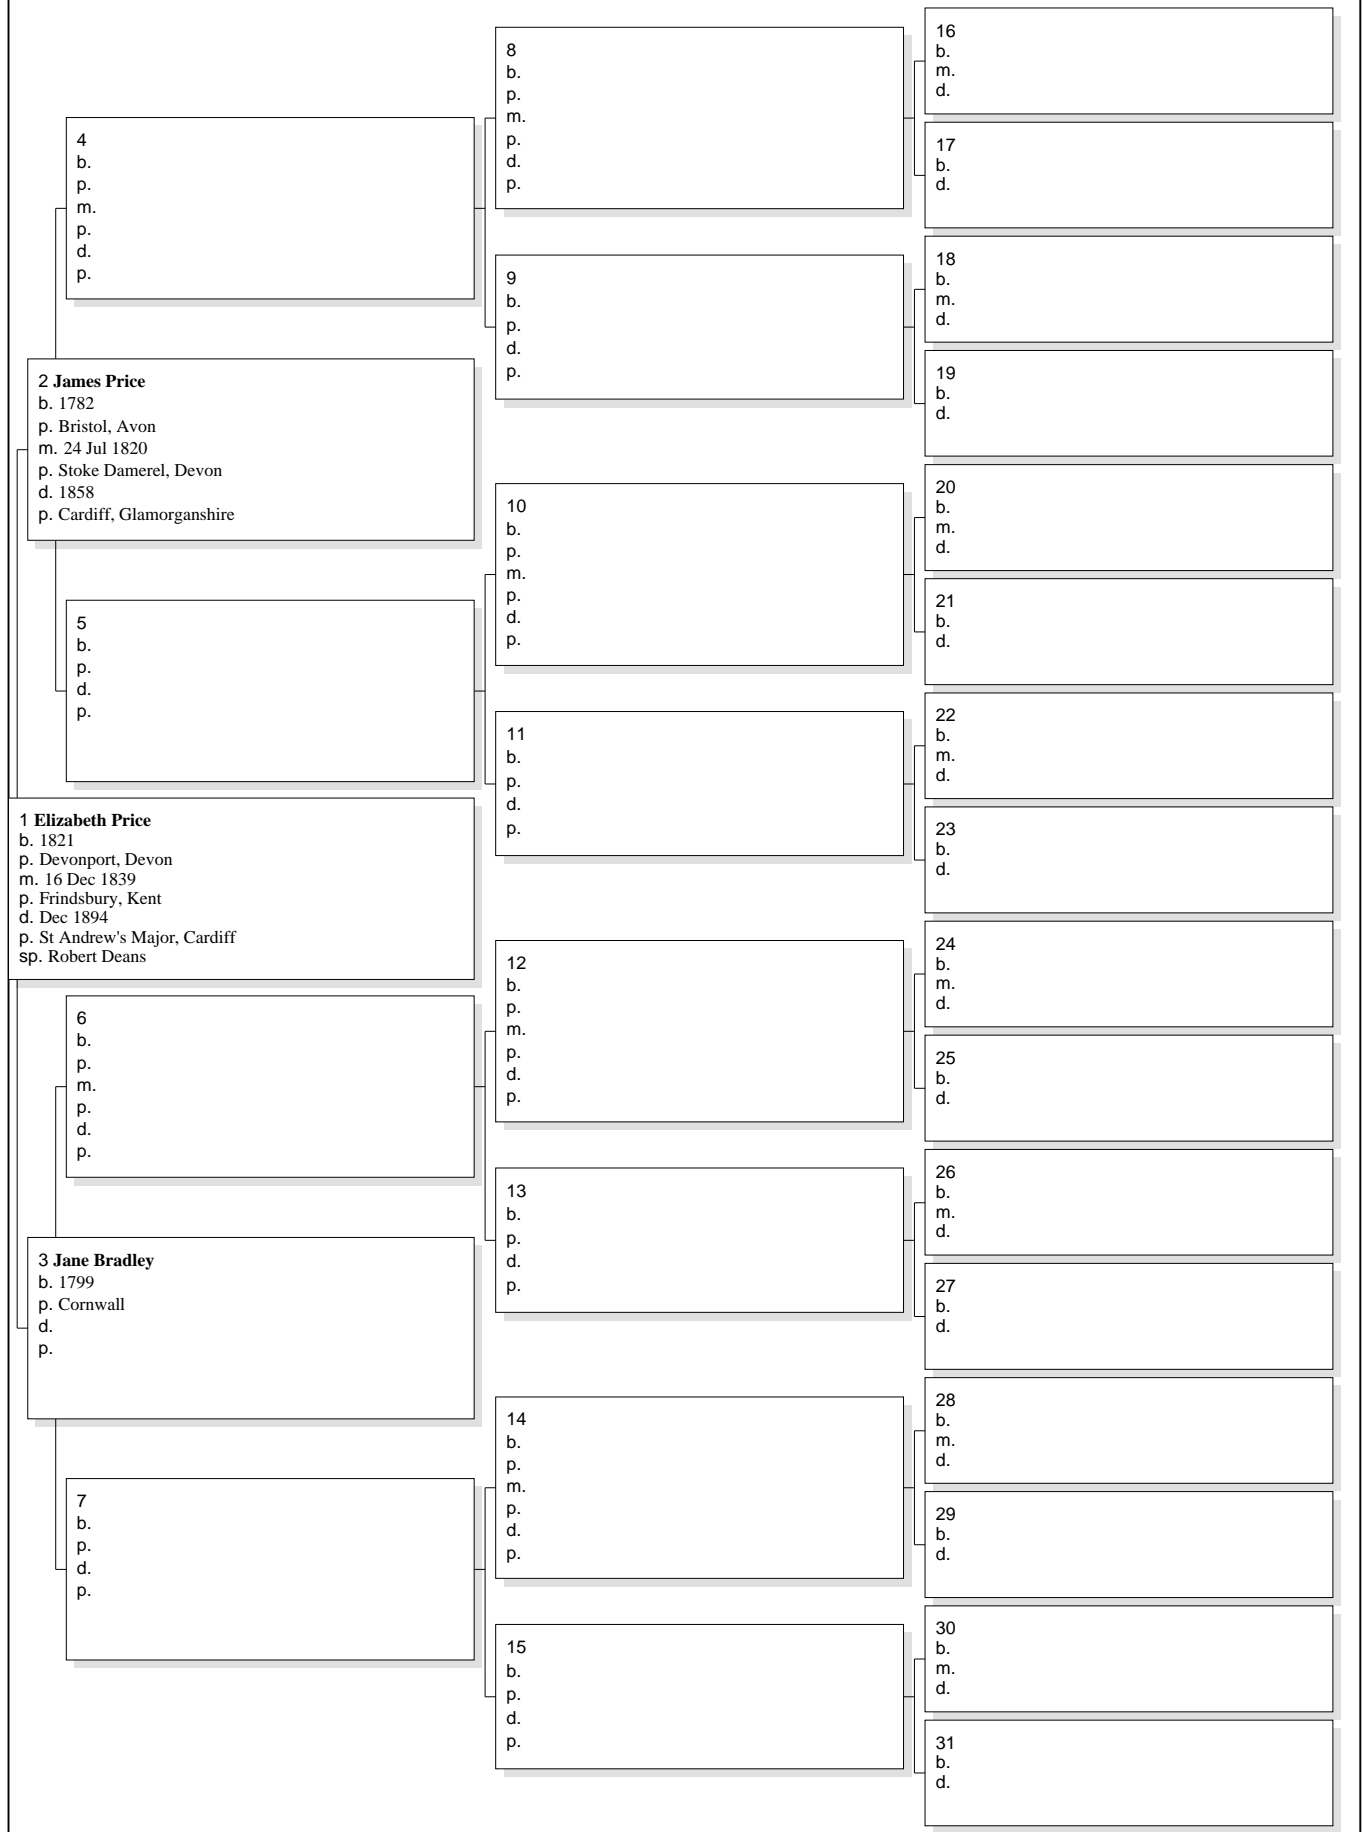 16
b.
m.
d.
8
b.
p.
m.
p.
d.
p.
17
b.
d.
4
b.
p.
m.
p.
d.
p.
18
b.
m.
d.
9
b.
p.
d.
p.
19
b.
d.
2 James Price
b. 1782
p. Bristol, Avon
m. 24 Jul 1820
p. Stoke Damerel, Devon
d. 1858
p. Cardiff, Glamorganshire
20
b.
m.
d.
10
b.
p.
m.
p.
d.
p.
21
b.
d.
5
b.
p.
d.
p.
22
b.
m.
d.
11
b.
p.
d.
p.
23
b.
d.
1 Elizabeth Price
b. 1821
p. Devonport, Devon
m. 16 Dec 1839
p. Frindsbury, Kent
d. Dec 1894
p. St Andrew's Major, Cardiff
sp. Robert Deans
24
b.
m.
d.
12
b.
p.
m.
p.
d.
p.
25
b.
d.
6
b.
p.
m.
p.
d.
p.
26
b.
m.
d.
13
b.
p.
d.
p.
27
b.
d.
3 Jane Bradley
b. 1799
p. Cornwall
d.
p.
28
b.
m.
d.
14
b.
p.
m.
p.
d.
p.
29
b.
d.
7
b.
p.
d.
p.
30
b.
m.
d.
15
b.
p.
d.
p.
31
b.
d.